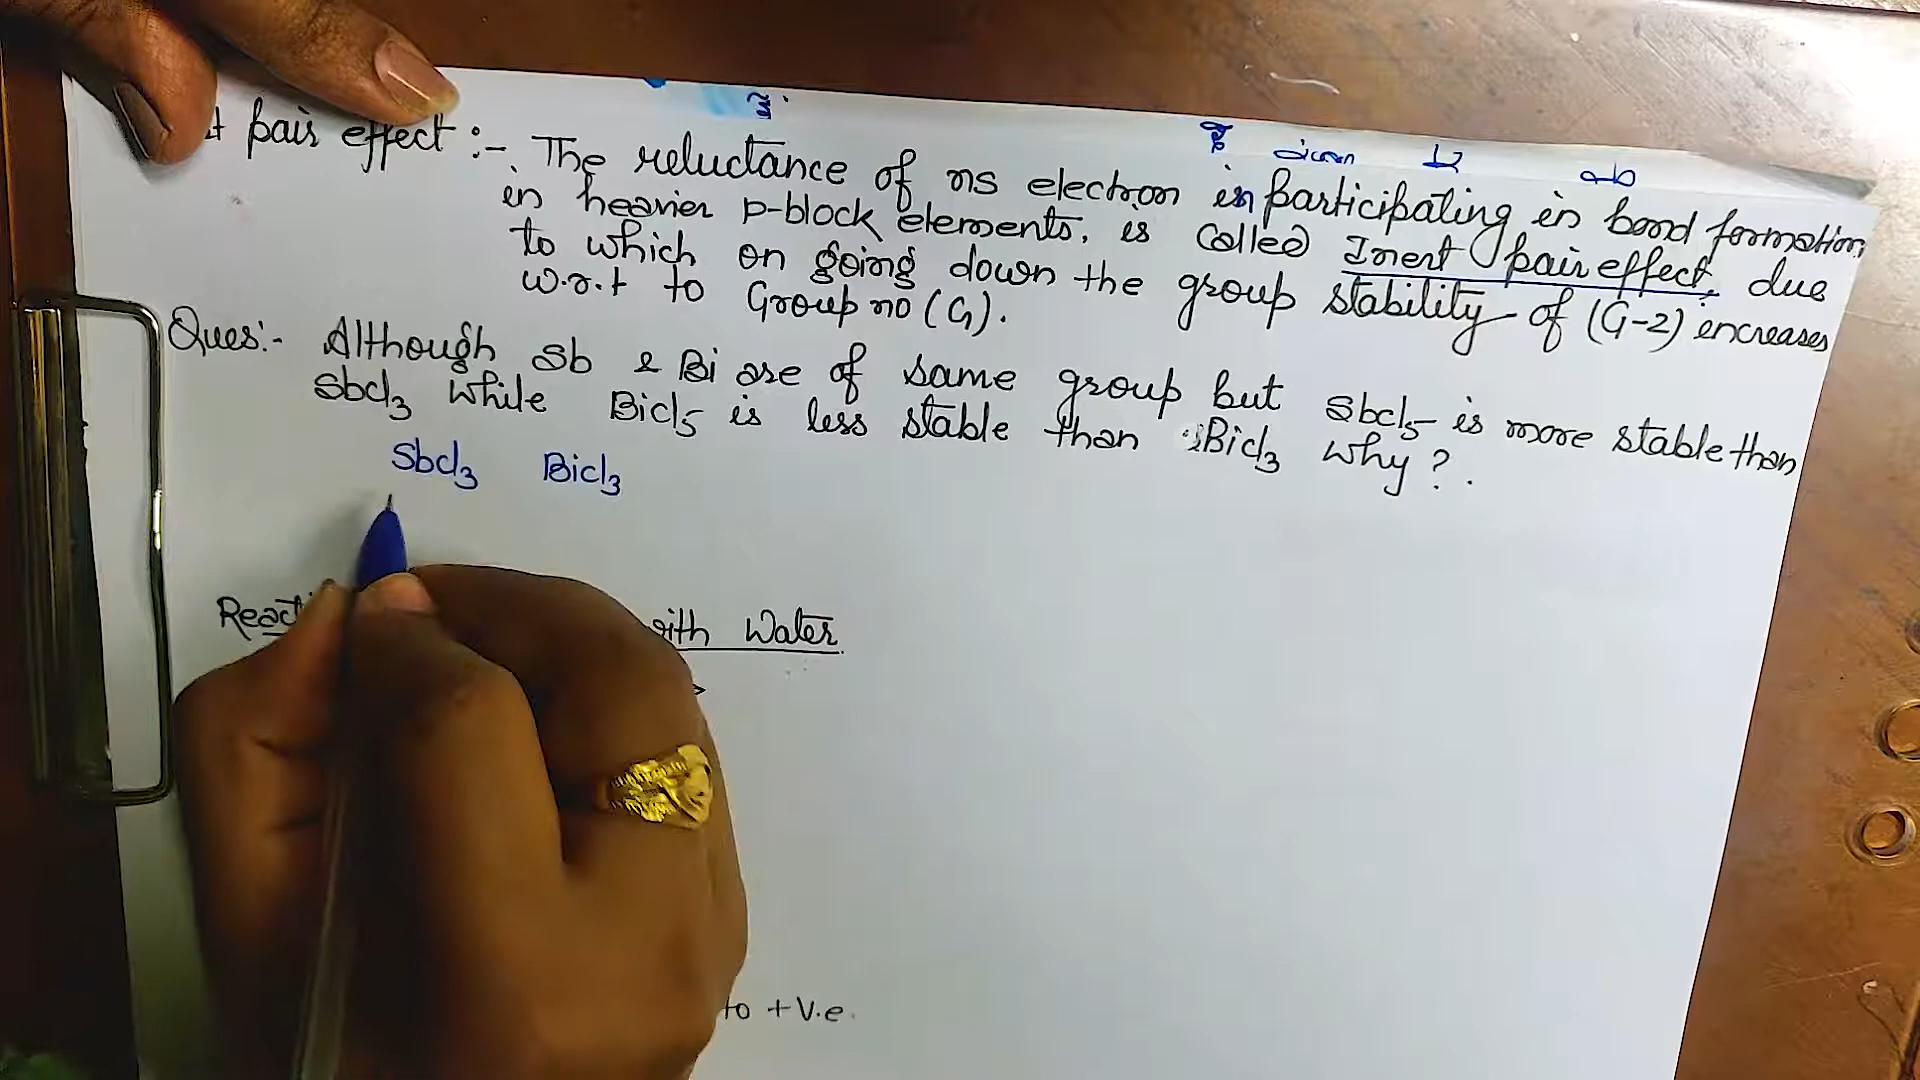 pair effect :- The reluctance of ns electron in participating in bond formation
in heavier p-block elements, is called Inert pair effect, due
to which on going down the group stability of (G-2) increases
w.r.t to Group no (G).
Ques:- Although Sb & Bi are of same group but SbCl5 is more stable than
SbCl3 while BiCl5 is less stable than BiCl3 why?.
SbCl3 BiCl3
with Water
to +V.e